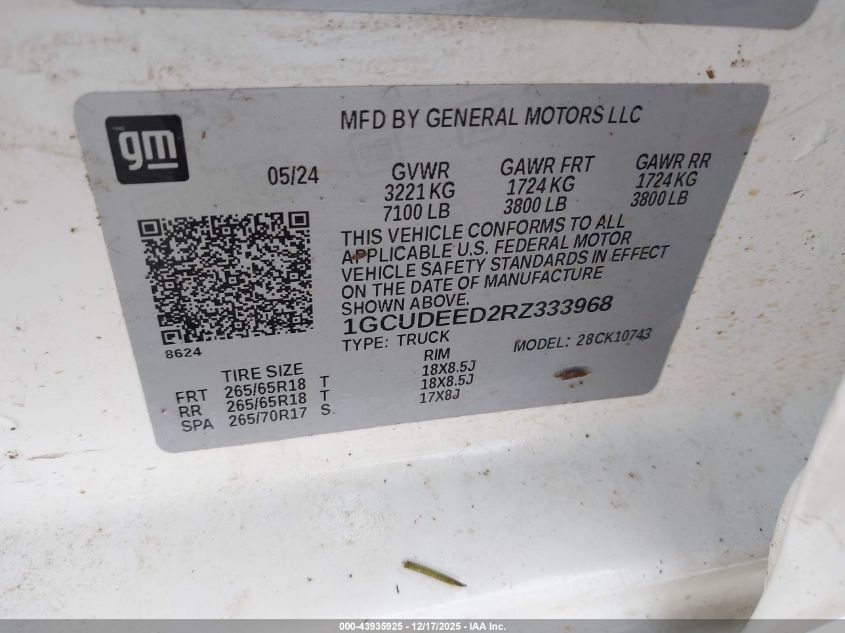 gm
MFD BY GENERAL MOTORS LLC
05/24
GVWR GAWR FRT GAWR RR
3221 KG 1724 KG 1724 KG
7100 LB 3800 LB 3800 LB
THIS VEHICLE CONFORMS TO ALL
APPLICABLE U.S. FEDERAL MOTOR
VEHICLE SAFETY STANDARDS IN EFFECT
ON THE DATE OF MANUFACTURE
SHOWN ABOVE.
1GCUDEED2RZ333968
TYPE: TRUCK MODEL: 28CK10743
8624
TIRE SIZE RIM
FRT 265/65R18 T 18X8.5J
RR 265/65R18 T 18X8.5J
SPA 265/70R17 S 17X8J
000-43935925 - 12/17/2025 - IAA Inc.